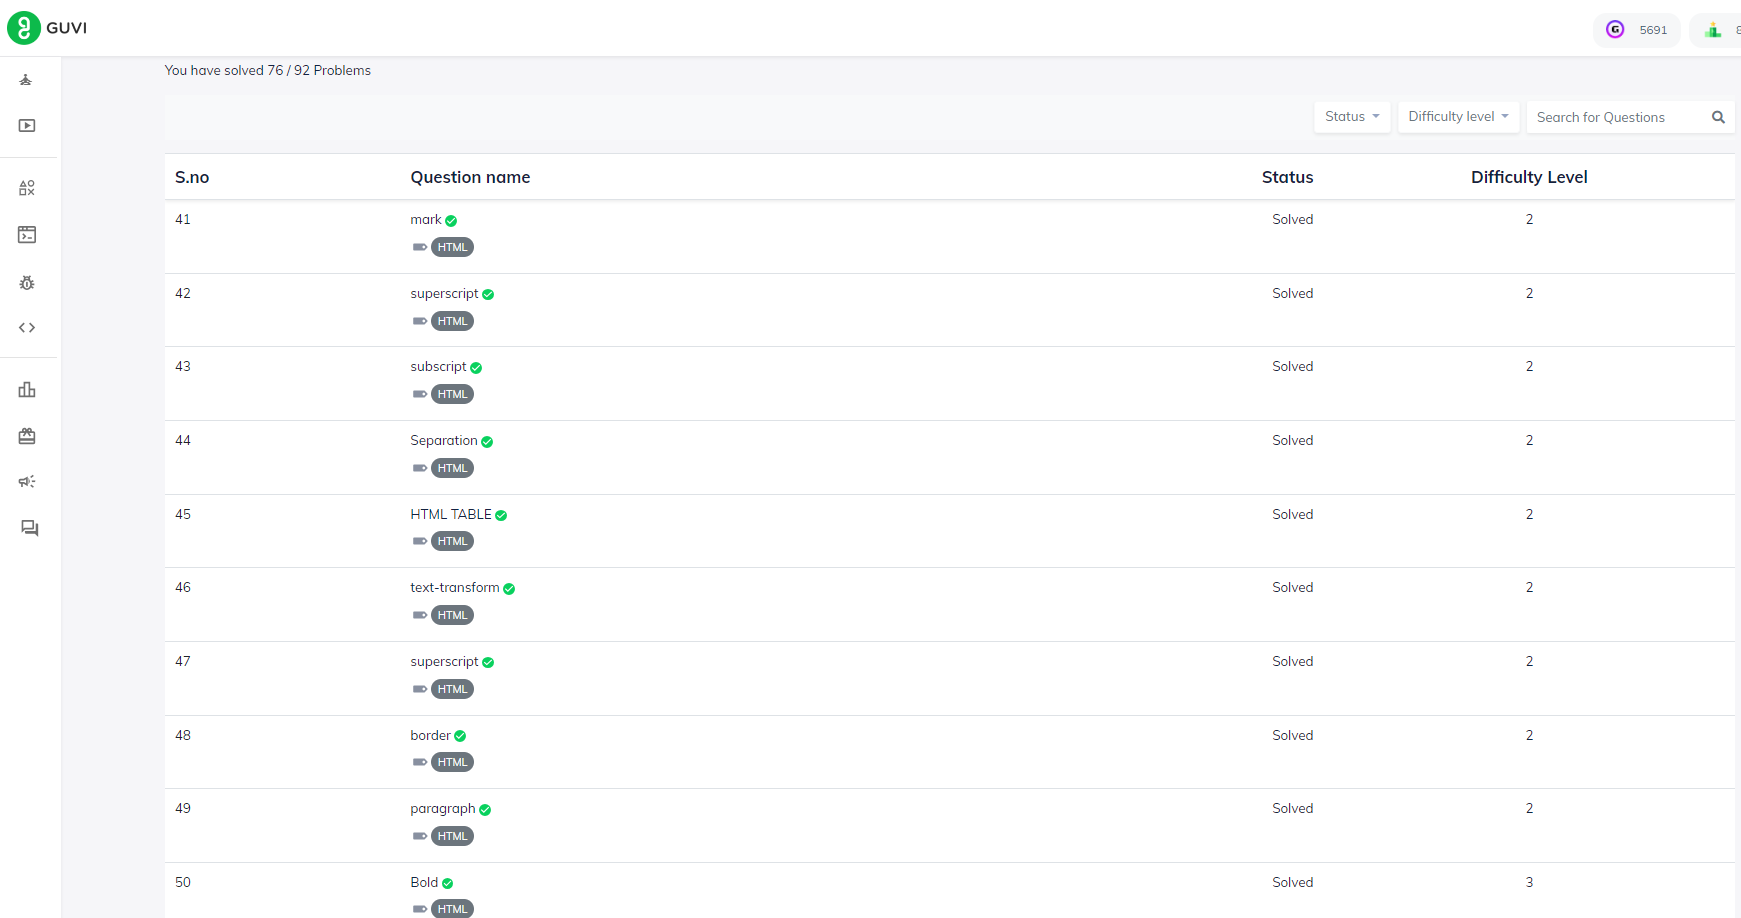 GUVI
5691
8
You have solved 76 / 92 Problems
Status
Difficulty level
Search for Questions
S.no Question name Status Difficulty Level
41 mark Solved 2
HTML
42 superscript Solved 2
HTML
43 subscript Solved 2
HTML
44 Separation Solved 2
HTML
45 HTML TABLE Solved 2
HTML
46 text-transform Solved 2
HTML
47 superscript Solved 2
HTML
48 border Solved 2
HTML
49 paragraph Solved 2
HTML
50 Bold Solved 3
HTML